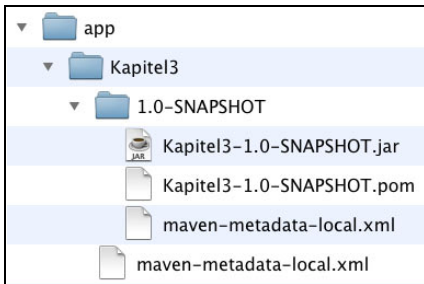 app
Kapitel3
1.0-SNAPSHOT
JAR
Kapitel3-1.0-SNAPSHOT.jar
Kapitel3-1.0-SNAPSHOT.pom
maven-metadata-local.xml
maven-metadata-local.xml